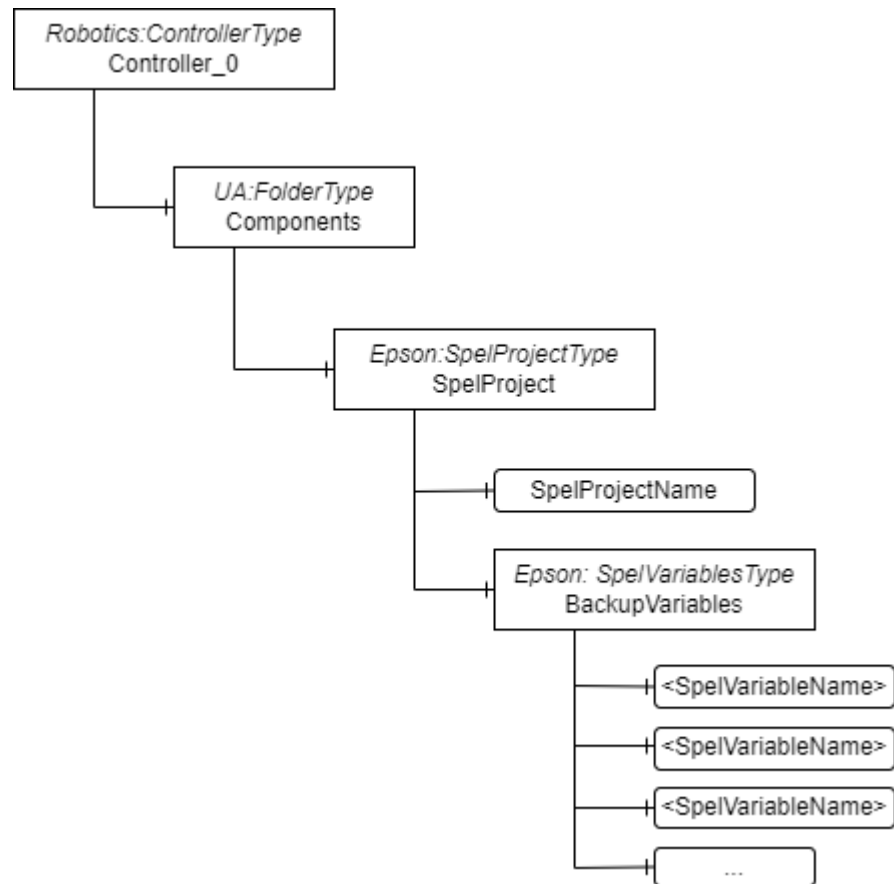 Robotics:ControllerType
Controller_0
UA:FolderType
Components
Epson:SpelProjectType
SpelProject
SpelProjectName
Epson: SpelVariablesType
BackupVariables
<SpelVariableName>
<SpelVariableName>
<SpelVariableName>
...